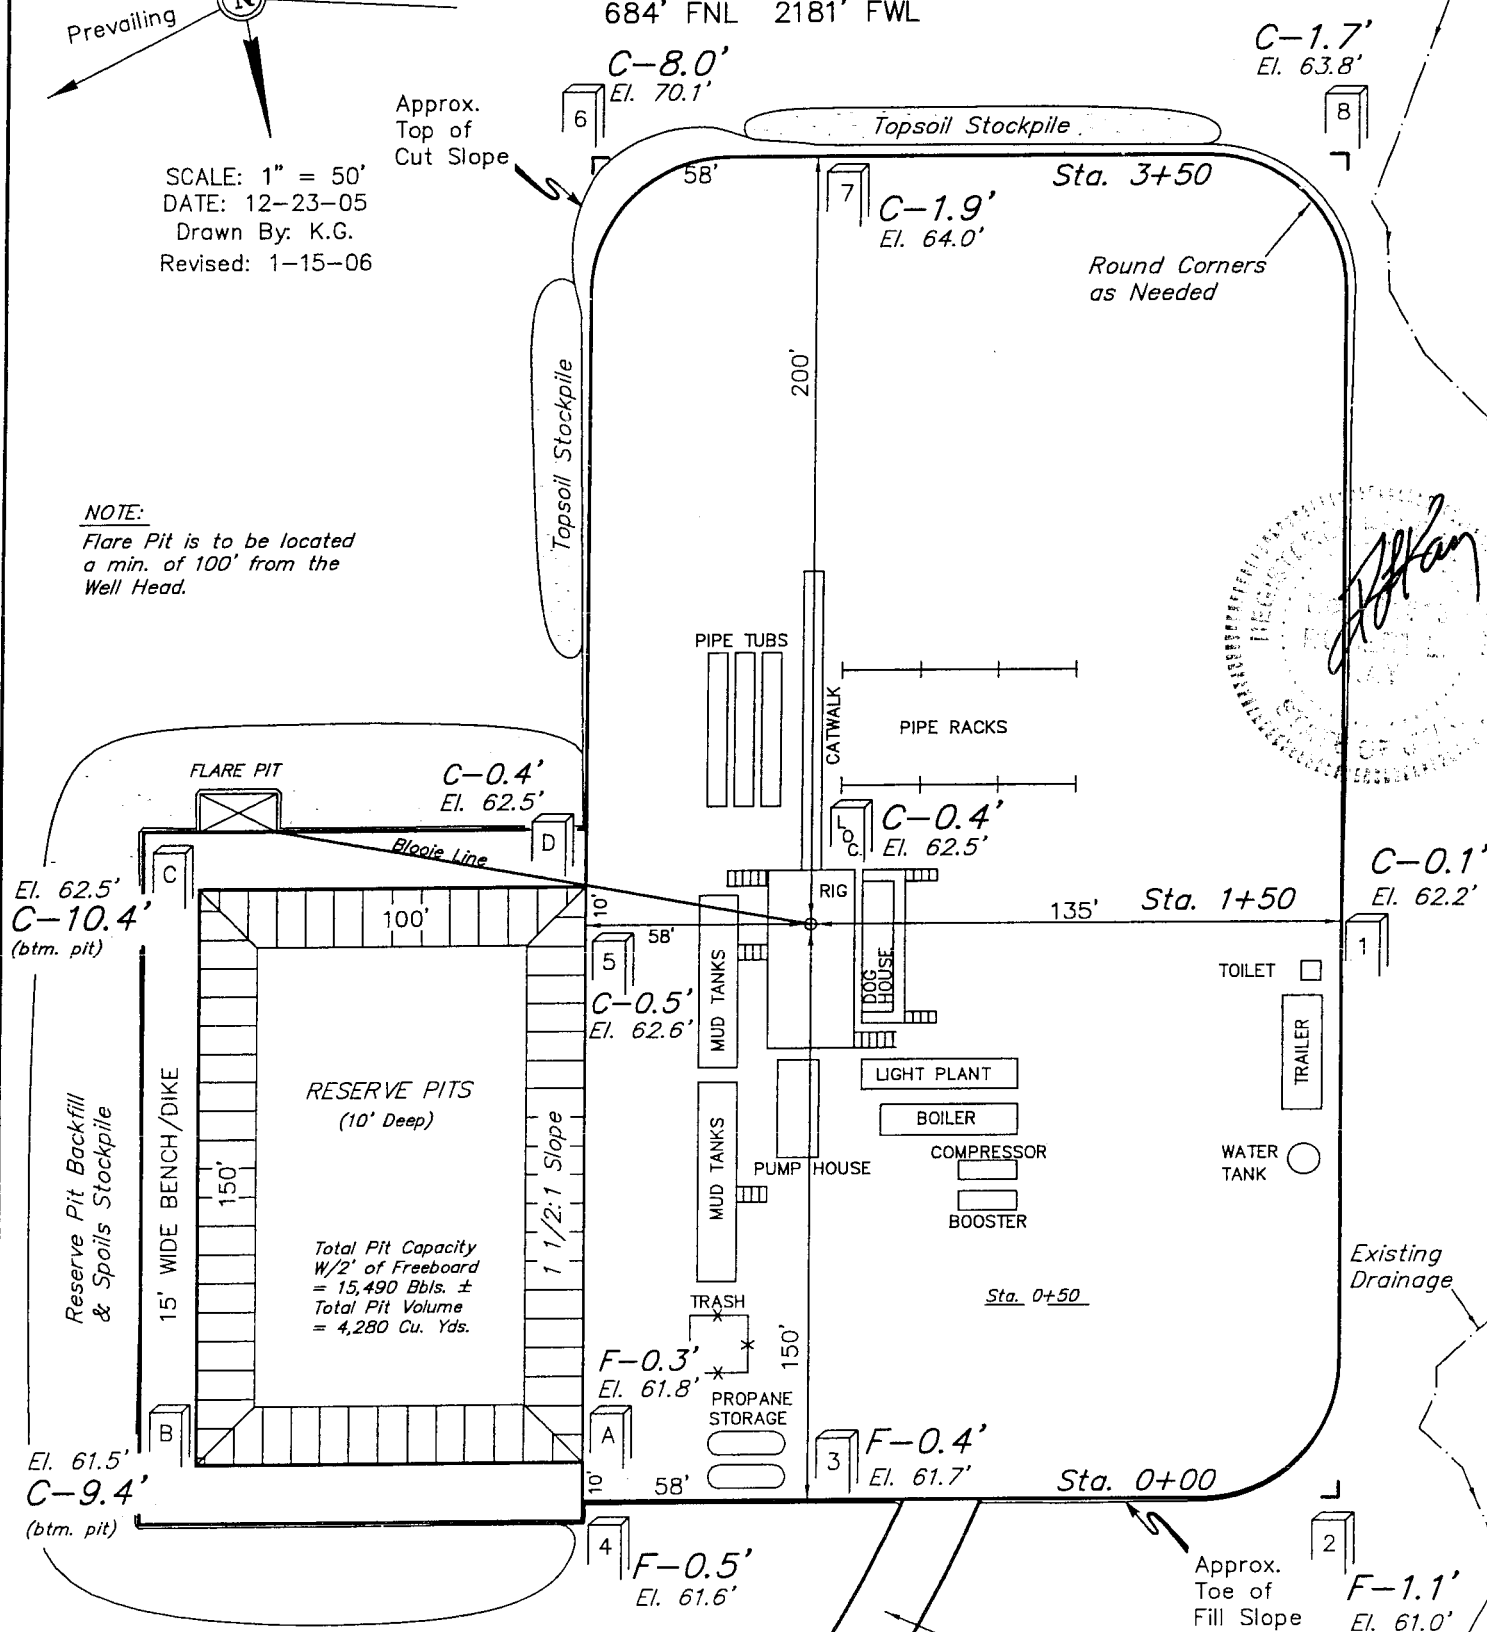 684' FNL 2181' FWL
N
Prevailing
C-8.0'
El. 70.1'
6
C-1.7'
El. 63.8'
8
Approx.
Top of
Cut Slope
Topsoil Stockpile
58'
7
Sta. 3+50
C-1.9'
El. 64.0'
SCALE: 1" = 50'
DATE: 12-23-05
Drawn By: K.G.
Revised: 1-15-06
Round Corners
as Needed
200'
Topsoil Stockpile
NOTE:
Flare Pit is to be located
a min. of 100' from the
Well Head.
STATE OF
PIPE TUBS
CATWALK
PIPE RACKS
FLARE PIT
C-0.4'
El. 62.5'
D
Blooie Line
LOC.
C-0.4'
El. 62.5'
C
El. 62.5'
C-10.4'
(btm. pit)
100'
10'
58'
RIG
135'
Sta. 1+50
C-0.1'
El. 62.2'
1
5
C-0.5'
El. 62.6'
MUD TANKS
DOG
HOUSE
TOILET
TRAILER
LIGHT PLANT
BOILER
COMPRESSOR
BOOSTER
PUMP HOUSE
MUD TANKS
WATER
TANK
RESERVE PITS
(10' Deep)
1 1/2:1 Slope
Reserve Pit Backfill
& Spoils Stockpile
15' WIDE BENCH/DIKE
150'
Total Pit Capacity
W/2' of Freeboard
= 15,490 Bbls. ±
Total Pit Volume
= 4,280 Cu. Yds.
Existing
Drainage
Sta. 0+50
TRASH
150'
F-0.3'
El. 61.8'
PROPANE
STORAGE
A
B
El. 61.5'
C-9.4'
(btm. pit)
10'
58'
3
F-0.4'
El. 61.7'
Sta. 0+00
4
F-0.5'
El. 61.6'
Approx.
Toe of
Fill Slope
2
F-1.1'
El. 61.0'